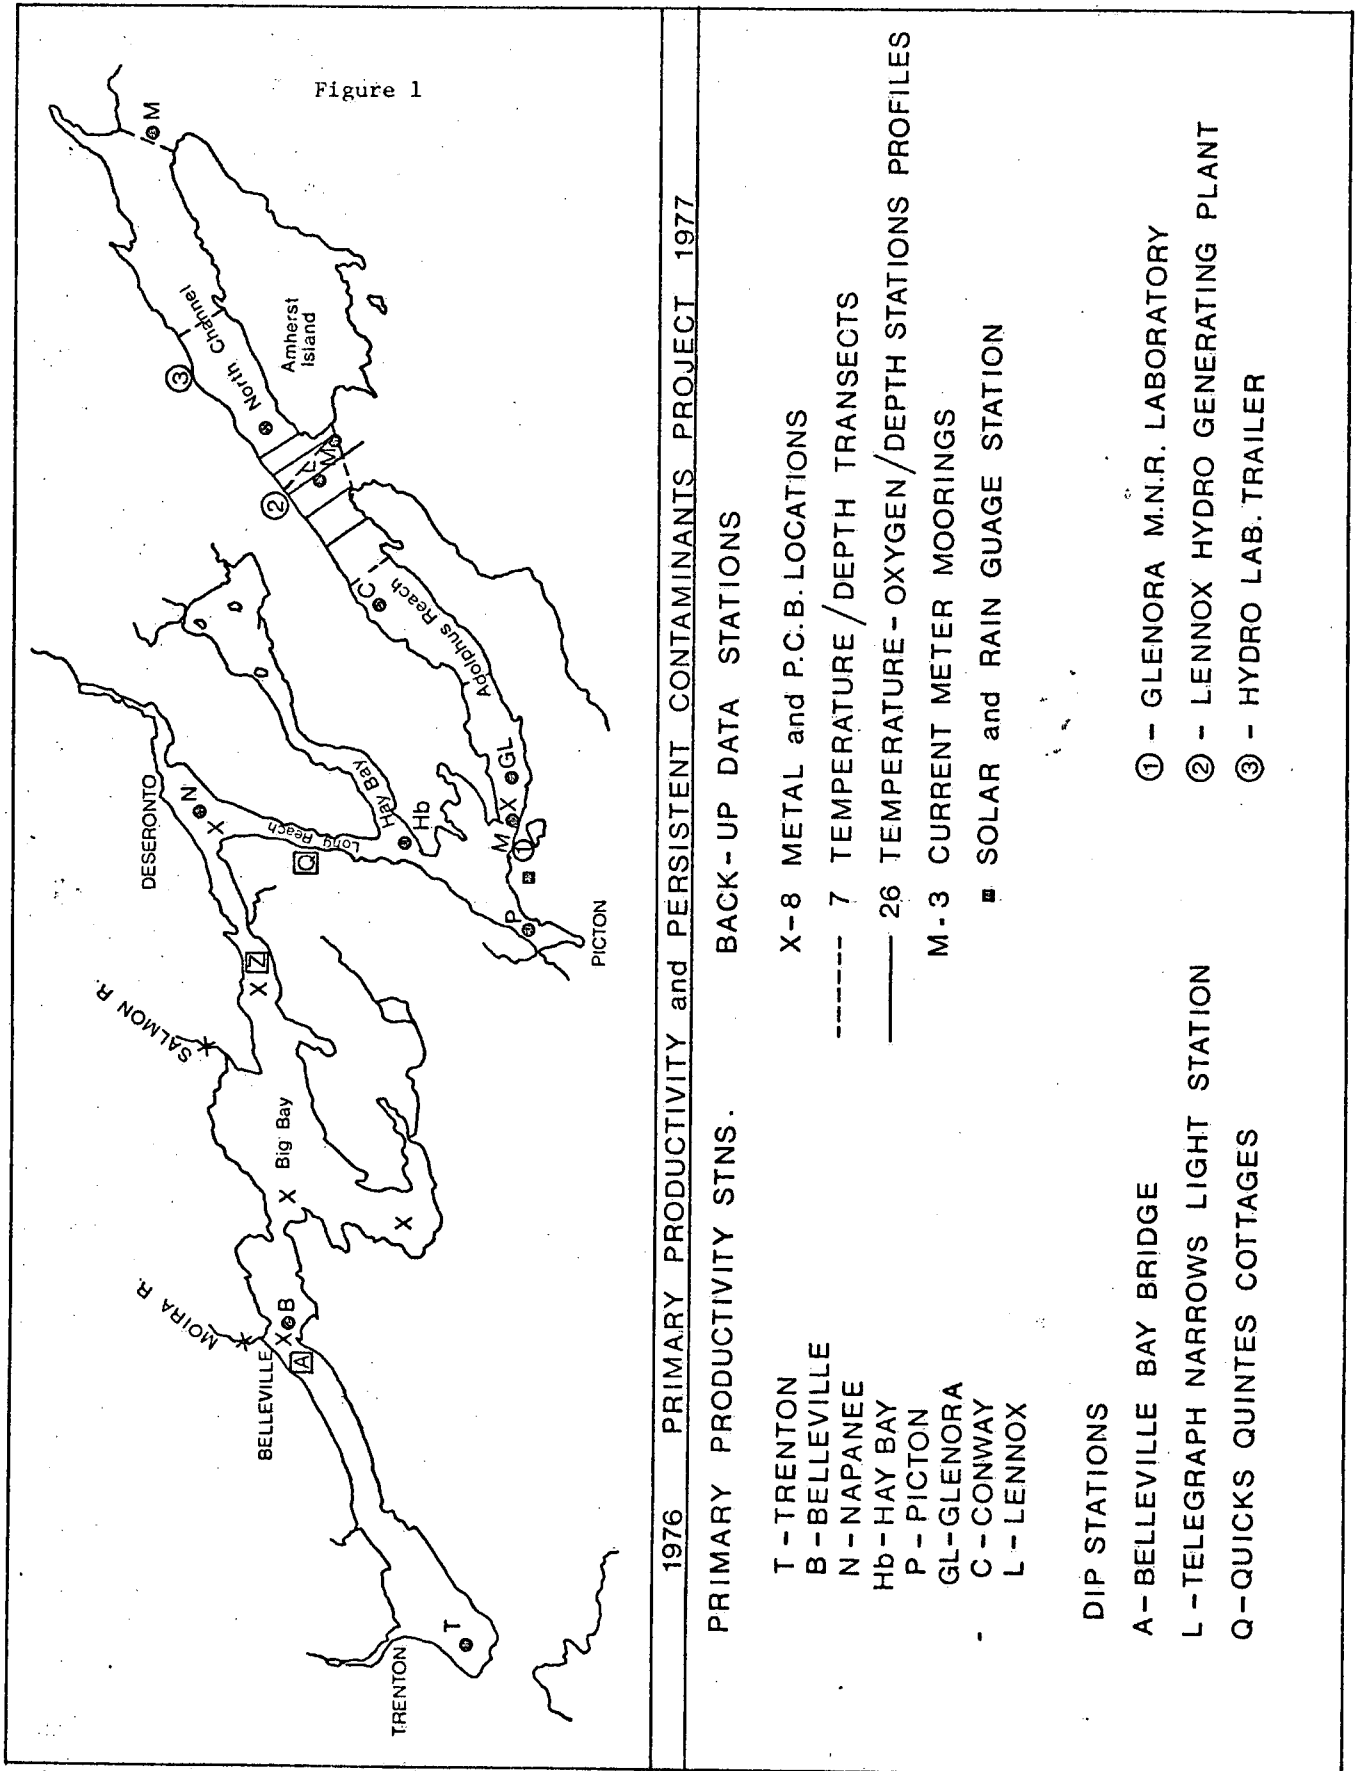 Figure 1
TRENTON
T
BELLEVILLE
MOIRA R.
A
X
B
X
X
Big Bay
SALMON R.
X
Z
DESERONTO
N
X
Long Reach
Q
Hay Bay
Hb
P
PICTON
1
M
X
GL
Adolphus Reach
C
2
L
M
North Channel
3
Amherst
Island
M
1976 PRIMARY PRODUCTIVITY and PERSISTENT CONTAMINANTS PROJECT 1977
PRIMARY PRODUCTIVITY STNS.
T - TRENTON
B - BELLEVILLE
N - NAPANEE
Hb - HAY BAY
P - PICTON
GL - GLENORA
C - CONWAY
L - LENNOX
DIP STATIONS
A - BELLEVILLE BAY BRIDGE
L - TELEGRAPH NARROWS LIGHT STATION
Q - QUICKS QUINTES COTTAGES
BACK-UP DATA STATIONS
X-8 METAL and P.C.B. LOCATIONS
------ 7 TEMPERATURE / DEPTH TRANSECTS
—— 26 TEMPERATURE - OXYGEN / DEPTH STATIONS PROFILES
M - 3 CURRENT METER MOORINGS
■ SOLAR and RAIN GUAGE STATION
① - GLENORA M.N.R. LABORATORY
② - LENNOX HYDRO GENERATING PLANT
③ - HYDRO LAB. TRAILER